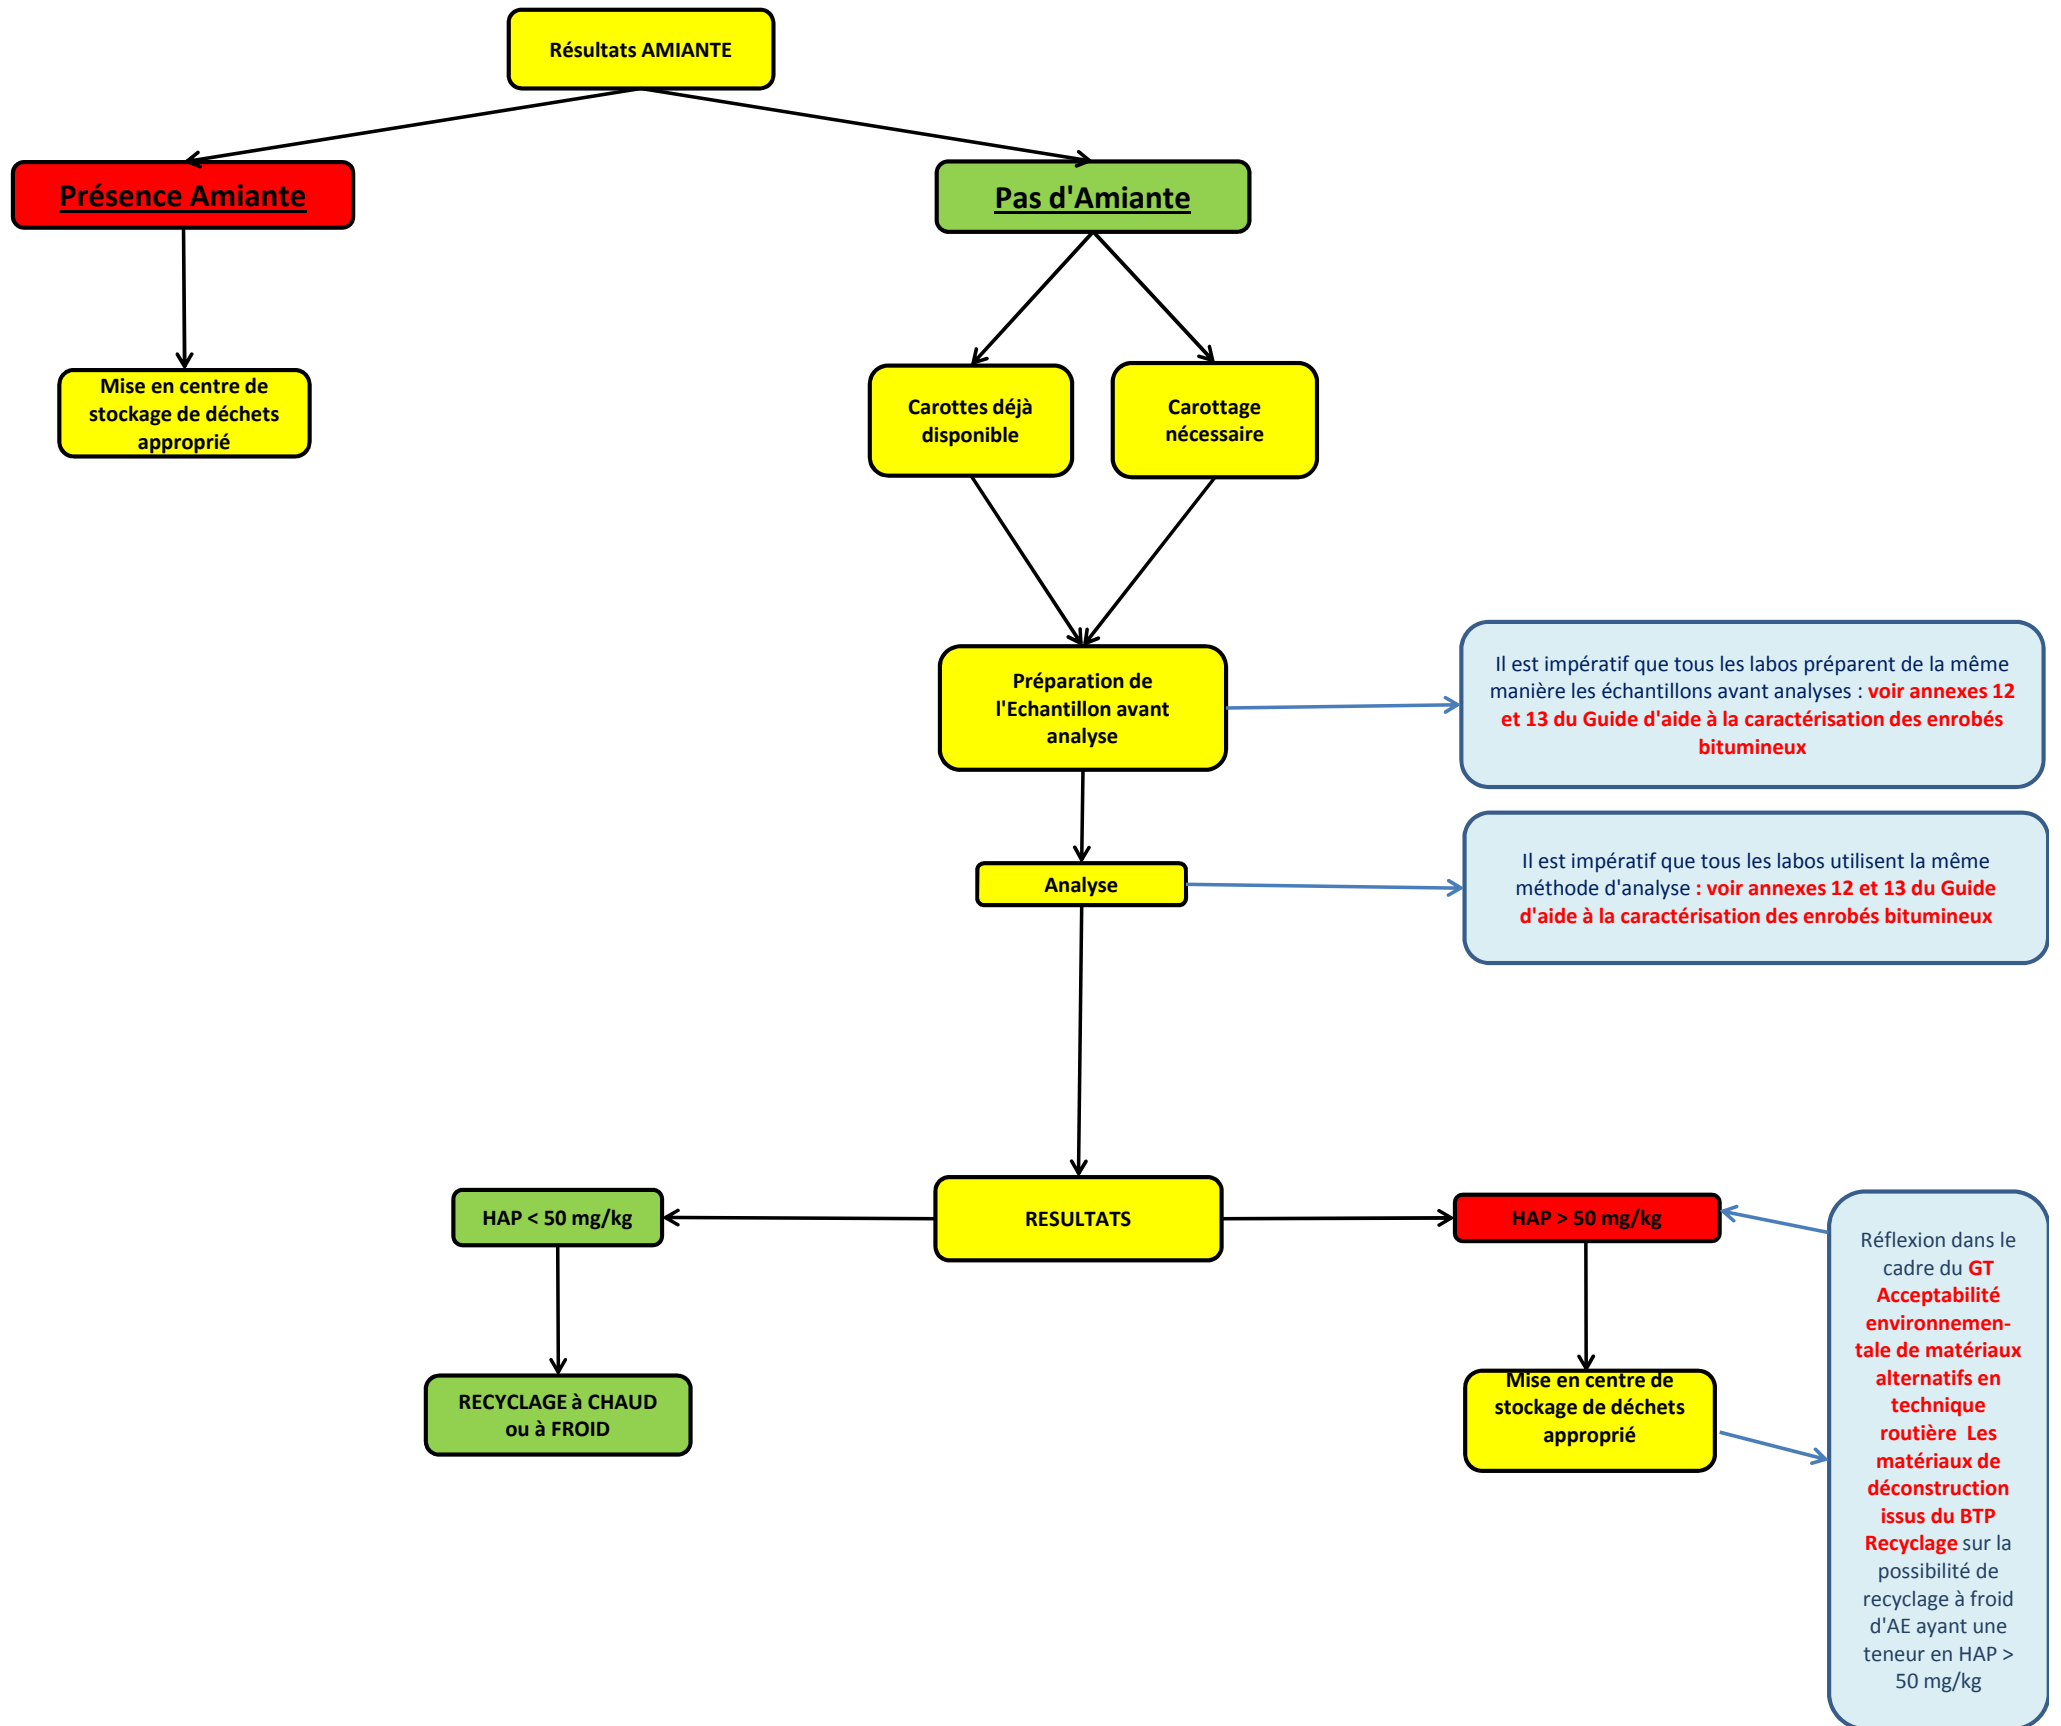 Résultats AMIANTE
Présence Amiante
Pas d'Amiante
Mise en centre de
stockage de déchets
approprié
Carottes déjà
disponible
Carottage
nécessaire
Préparation de
l'Echantillon avant
analyse
Il est impératif que tous les labos préparent de la même
manière les échantillons avant analyses : voir annexes 12
et 13 du Guide d'aide à la caractérisation des enrobés
bitumineux
Analyse
Il est impératif que tous les labos utilisent la même
méthode d'analyse : voir annexes 12 et 13 du Guide
d'aide à la caractérisation des enrobés bitumineux
HAP < 50 mg/kg
RESULTATS
HAP > 50 mg/kg
RECYCLAGE à CHAUD
ou à FROID
Mise en centre de
stockage de déchets
approprié
Réflexion dans le
cadre du GT
Acceptabilité
environnemen-
tale de matériaux
alternatifs en
technique
routière Les
matériaux de
déconstruction
issus du BTP
Recyclage sur la
possibilité de
recyclage à froid
d'AE ayant une
teneur en HAP >
50 mg/kg